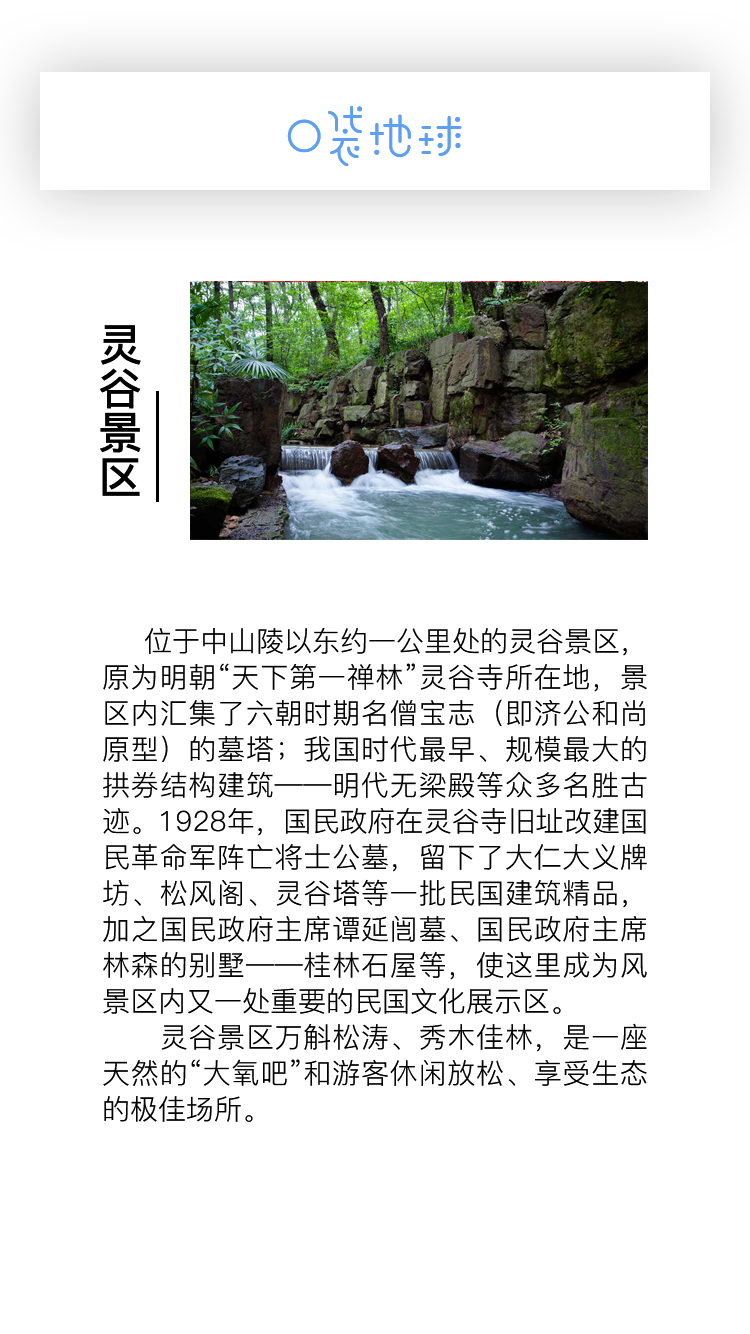 口袋地球
灵谷景区
位于中山陵以东约一公里处的灵谷景区，
原为明朝“天下第一禅林”灵谷寺所在地，景
区内汇集了六朝时期名僧宝志（即济公和尚
原型）的墓塔；我国时代最早、规模最大的
拱券结构建筑——明代无梁殿等众多名胜古
迹。1928年，国民政府在灵谷寺旧址改建国
民革命军阵亡将士公墓，留下了大仁大义牌
坊、松风阁、灵谷塔等一批民国建筑精品，
加之国民政府主席谭延闿墓、国民政府主席
林森的别墅——桂林石屋等，使这里成为风
景区内又一处重要的民国文化展示区。
灵谷景区万斛松涛、秀木佳林，是一座
天然的“大氧吧”和游客休闲放松、享受生态
的极佳场所。